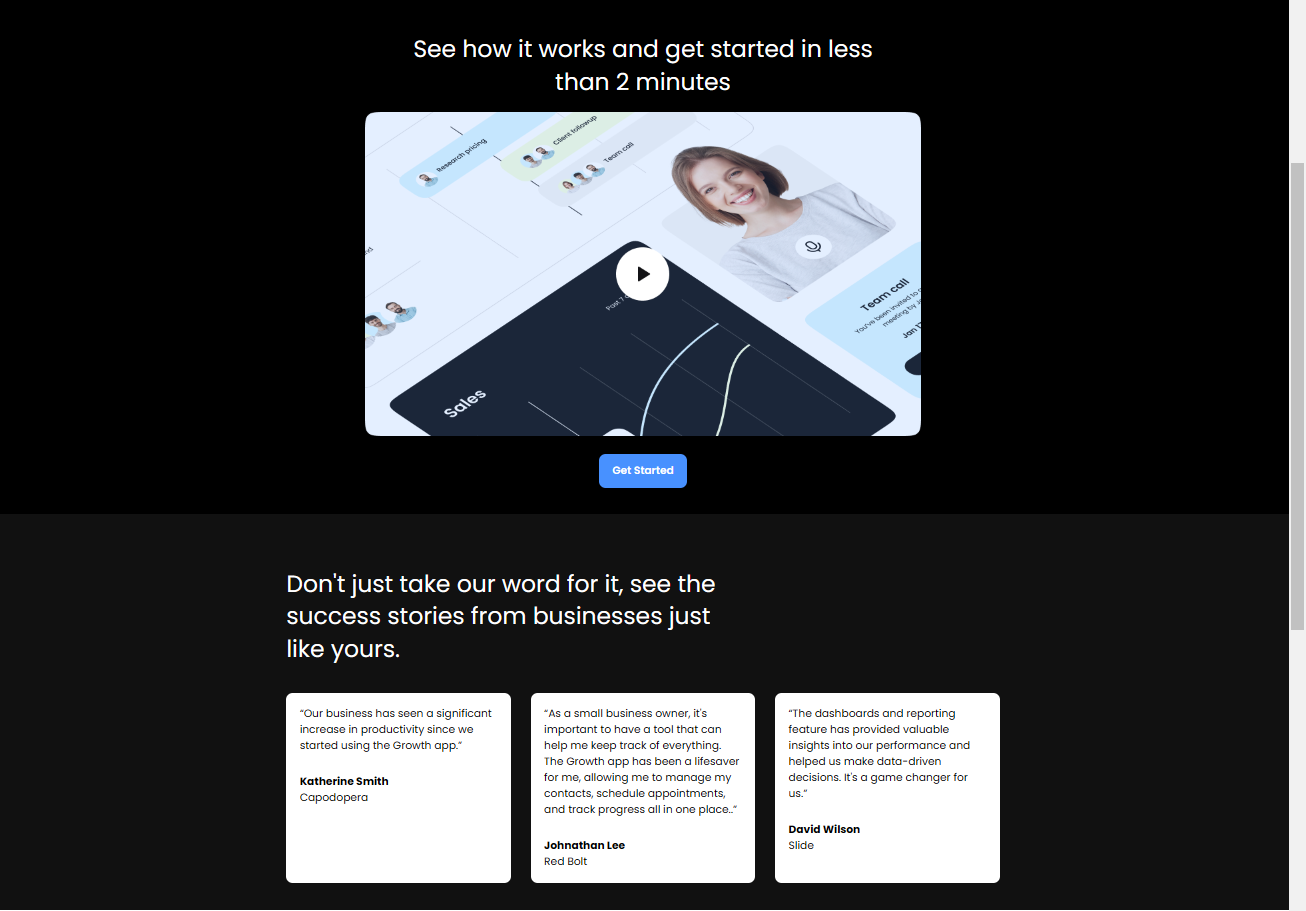 See how it works and get started in less
than 2 minutes
Research pricing
Client followup
Team call
Team call
You've been invited to
meeting by
Jan
Past 7
Sales
Get Started
Don't just take our word for it, see the
success stories from businesses just
like yours.
“Our business has seen a significant
increase in productivity since we
started using the Growth app.”
Katherine Smith
Capodopera
“As a small business owner, it's
important to have a tool that can
help me keep track of everything.
The Growth app has been a lifesaver
for me, allowing me to manage my
contacts, schedule appointments,
and track progress all in one place..”
Johnathan Lee
Red Bolt
“The dashboards and reporting
feature has provided valuable
insights into our performance and
helped us make data-driven
decisions. It's a game changer for
us.”
David Wilson
Slide